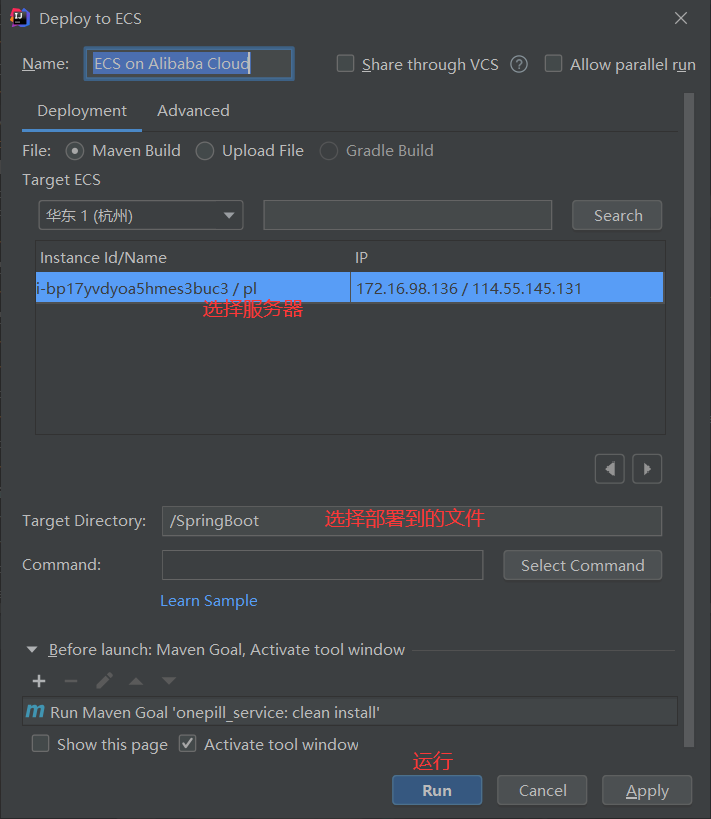 Deploy to ECS
Name: ECS on Alibaba Cloud Share through VCS ? Allow parallel run
Deployment Advanced
File: Maven Build Upload File Gradle Build
Target ECS
华东 1 (杭州) Search
Instance Id/Name IP
i-bp17yvdyoa5hmes3buc3 / pl 172.16.98.136 / 114.55.145.131
选择服务器
Target Directory: /SpringBoot 选择部署到的文件
Command: Select Command
Learn Sample
Before launch: Maven Goal, Activate tool window
m Run Maven Goal 'onepill_service: clean install'
Show this page Activate tool window
运行
Run Cancel Apply